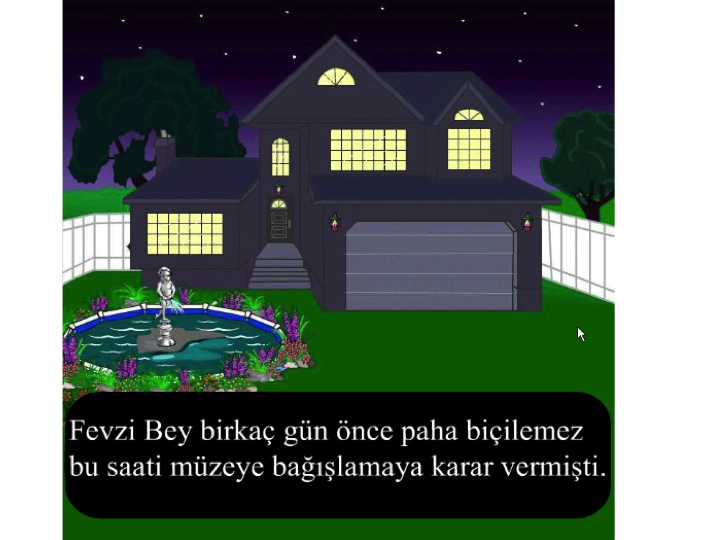 Fevzi Bey birkaç gün önce paha biçilemez
bu saati müzeye bağışlamaya karar vermişti.